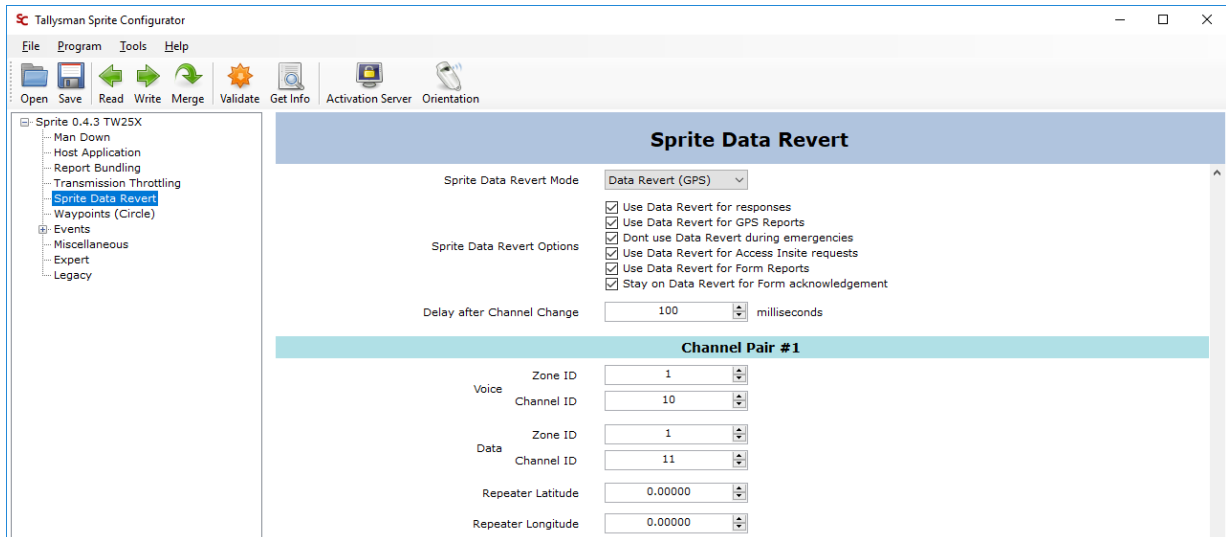 SC Tallysman Sprite Configurator
File Program Tools Help
Open Save Read Write Merge Validate Get Info Activation Server Orientation
Sprite 0.4.3 TW25X
Man Down
Host Application
Report Bundling
Transmission Throttling
Sprite Data Revert
Waypoints (Circle)
Events
Miscellaneous
Expert
Legacy
Sprite Data Revert
Sprite Data Revert Mode Data Revert (GPS)
Sprite Data Revert Options
Use Data Revert for responses
Use Data Revert for GPS Reports
Dont use Data Revert during emergencies
Use Data Revert for Access Insite requests
Use Data Revert for Form Reports
Stay on Data Revert for Form acknowledgement
Delay after Channel Change 100 milliseconds
Channel Pair #1
Voice
Zone ID 1
Channel ID 10
Data
Zone ID 1
Channel ID 11
Repeater Latitude 0.00000
Repeater Longitude 0.00000